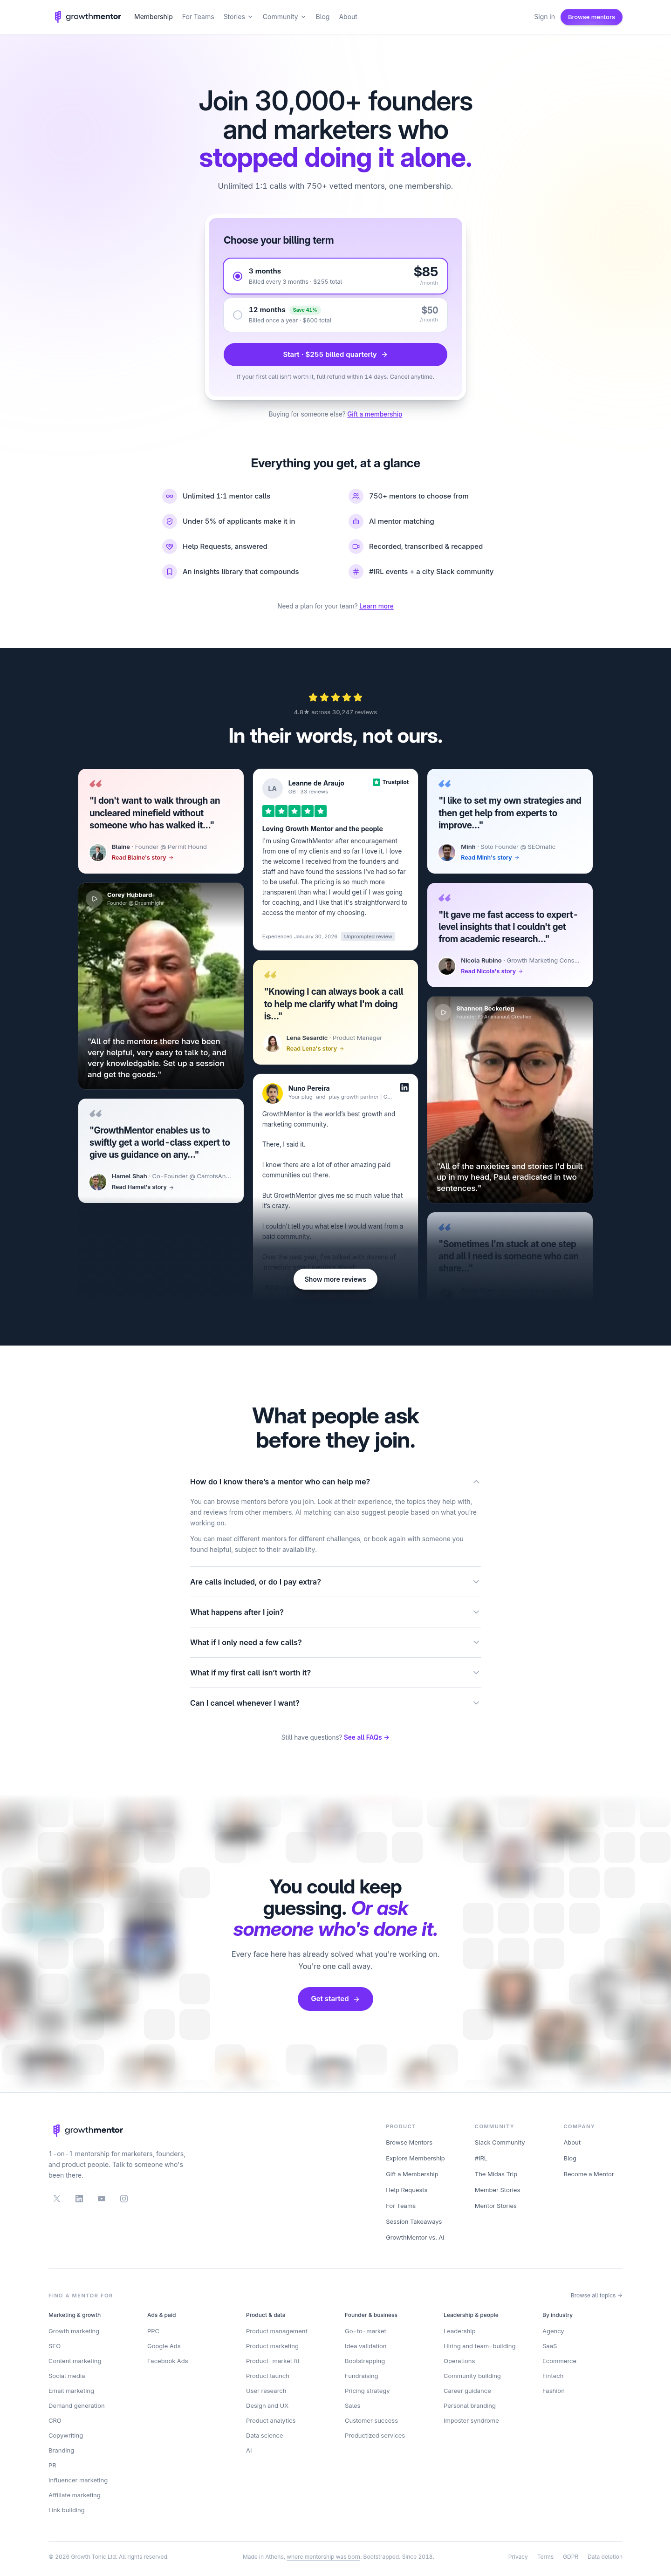 growthmentor
Membership
For Teams
Stories
Community
Blog
About
Sign in
Browse mentors
Join 30,000+ founders
and marketers who
stopped doing it alone.
Unlimited 1:1 calls with 750+ vetted mentors, one membership.
Choose your billing term
3 months
Billed every 3 months · $255 total
$85
/month
12 months
Save 41%
Billed once a year · $600 total
$50
/month
Start · $255 billed quarterly →
If your first call isn't worth it, full refund within 14 days. Cancel anytime.
Buying for someone else? Gift a membership
Everything you get, at a glance
Unlimited 1:1 mentor calls
750+ mentors to choose from
Under 5% of applicants make it in
AI mentor matching
Help Requests, answered
Recorded, transcribed & recapped
An insights library that compounds
#IRL events + a city Slack community
Need a plan for your team? Learn more
4.8★ across 30,247 reviews
In their words, not ours.
"I don't want to walk through an
uncleared minefield without
someone who has walked it..."
Blaine · Founder @ Permit Hound
Read Blaine's story →
Corey Hubbard
"All of the mentors there have been
very helpful, very easy to talk to, and
very knowledgable. Set up a session
and get the goods."
"GrowthMentor enables us to
swiftly get a world-class expert to
give us guidance on any..."
Hamel Shah · Co-Founder @ CarrotsAn...
Read Hamel's story →
LA
Leanne de Araujo
GB · 33 reviews
Trustpilot
Loving Growth Mentor and the people
I'm using GrowthMentor after encouragement
from one of my clients and so far I love it. I love
the welcome I received from the founders and
staff and have found the sessions I've had so far
to be useful. The pricing is so much more
transparent than what I would get if I was going
for coaching, and I like that it's straightforward to
access the mentor of my choosing.
Experienced January 30, 2026
Unprompted review
"Knowing I can always book a call
to help me clarify what I'm doing
is..."
Lena Sesardic · Product Manager
Read Lena's story →
Nuno Pereira
Your plug-and-play growth partner | G...
GrowthMentor is the world's best growth and
marketing community.
There, I said it.
I know there are a lot of other amazing paid
communities out there.
But GrowthMentor gives me so much value that
it's crazy.
I couldn't tell you what else I would want from a
paid community.
Over the past year, I've talked with dozens of
Show more reviews
"I like to set my own strategies and
then get help from experts to
improve..."
Minh · Solo Founder @ SEOmatic
Read Minh's story →
"It gave me fast access to expert-
level insights that I couldn't get
from academic research..."
Nicola Rubino · Growth Marketing Cons...
Read Nicola's story →
Shannon Beckerleg
"All of the anxieties and stories I'd built
up in my head, Paul eradicated in two
sentences."
"Sometimes I'm stuck at one step
and all I need is someone who can
share..."
What people ask
before they join.
How do I know there's a mentor who can help me?
You can browse mentors before you join. Look at their experience, the topics they help with,
and reviews from other members. AI matching can also suggest people based on what you're
working on.
You can meet different mentors for different challenges, or book again with someone you
found helpful, subject to their availability.
Are calls included, or do I pay extra?
What happens after I join?
What if I only need a few calls?
What if my first call isn't worth it?
Can I cancel whenever I want?
Still have questions? See all FAQs →
You could keep
guessing. Or ask
someone who's done it.
Every face here has already solved what you're working on.
You're one call away.
Get started →
growthmentor
1-on-1 mentorship for marketers, founders,
and product people. Talk to someone who's
been there.
PRODUCT
Browse Mentors
Explore Membership
Gift a Membership
Help Requests
For Teams
Session Takeaways
GrowthMentor vs. AI
COMMUNITY
Slack Community
#IRL
The Midas Trip
Member Stories
Mentor Stories
COMPANY
About
Blog
Become a Mentor
FIND A MENTOR FOR
Browse all topics →
Marketing & growth
Growth marketing
SEO
Content marketing
Social media
Email marketing
Demand generation
CRO
Copywriting
Branding
PR
Influencer marketing
Affiliate marketing
Link building
Ads & paid
PPC
Google Ads
Facebook Ads
Product & data
Product management
Product marketing
Product-market fit
Product launch
User research
Design and UX
Product analytics
Data science
AI
Founder & business
Go-to-market
Idea validation
Bootstrapping
Fundraising
Pricing strategy
Sales
Customer success
Productized services
Leadership & people
Leadership
Hiring and team-building
Operations
Community building
Career guidance
Personal branding
Imposter syndrome
By industry
Agency
SaaS
Ecommerce
Fintech
Fashion
© 2026 Growth Tonic Ltd. All rights reserved.
Made in Athens, where mentorship was born. Bootstrapped. Since 2018.
Privacy
Terms
GDPR
Data deletion